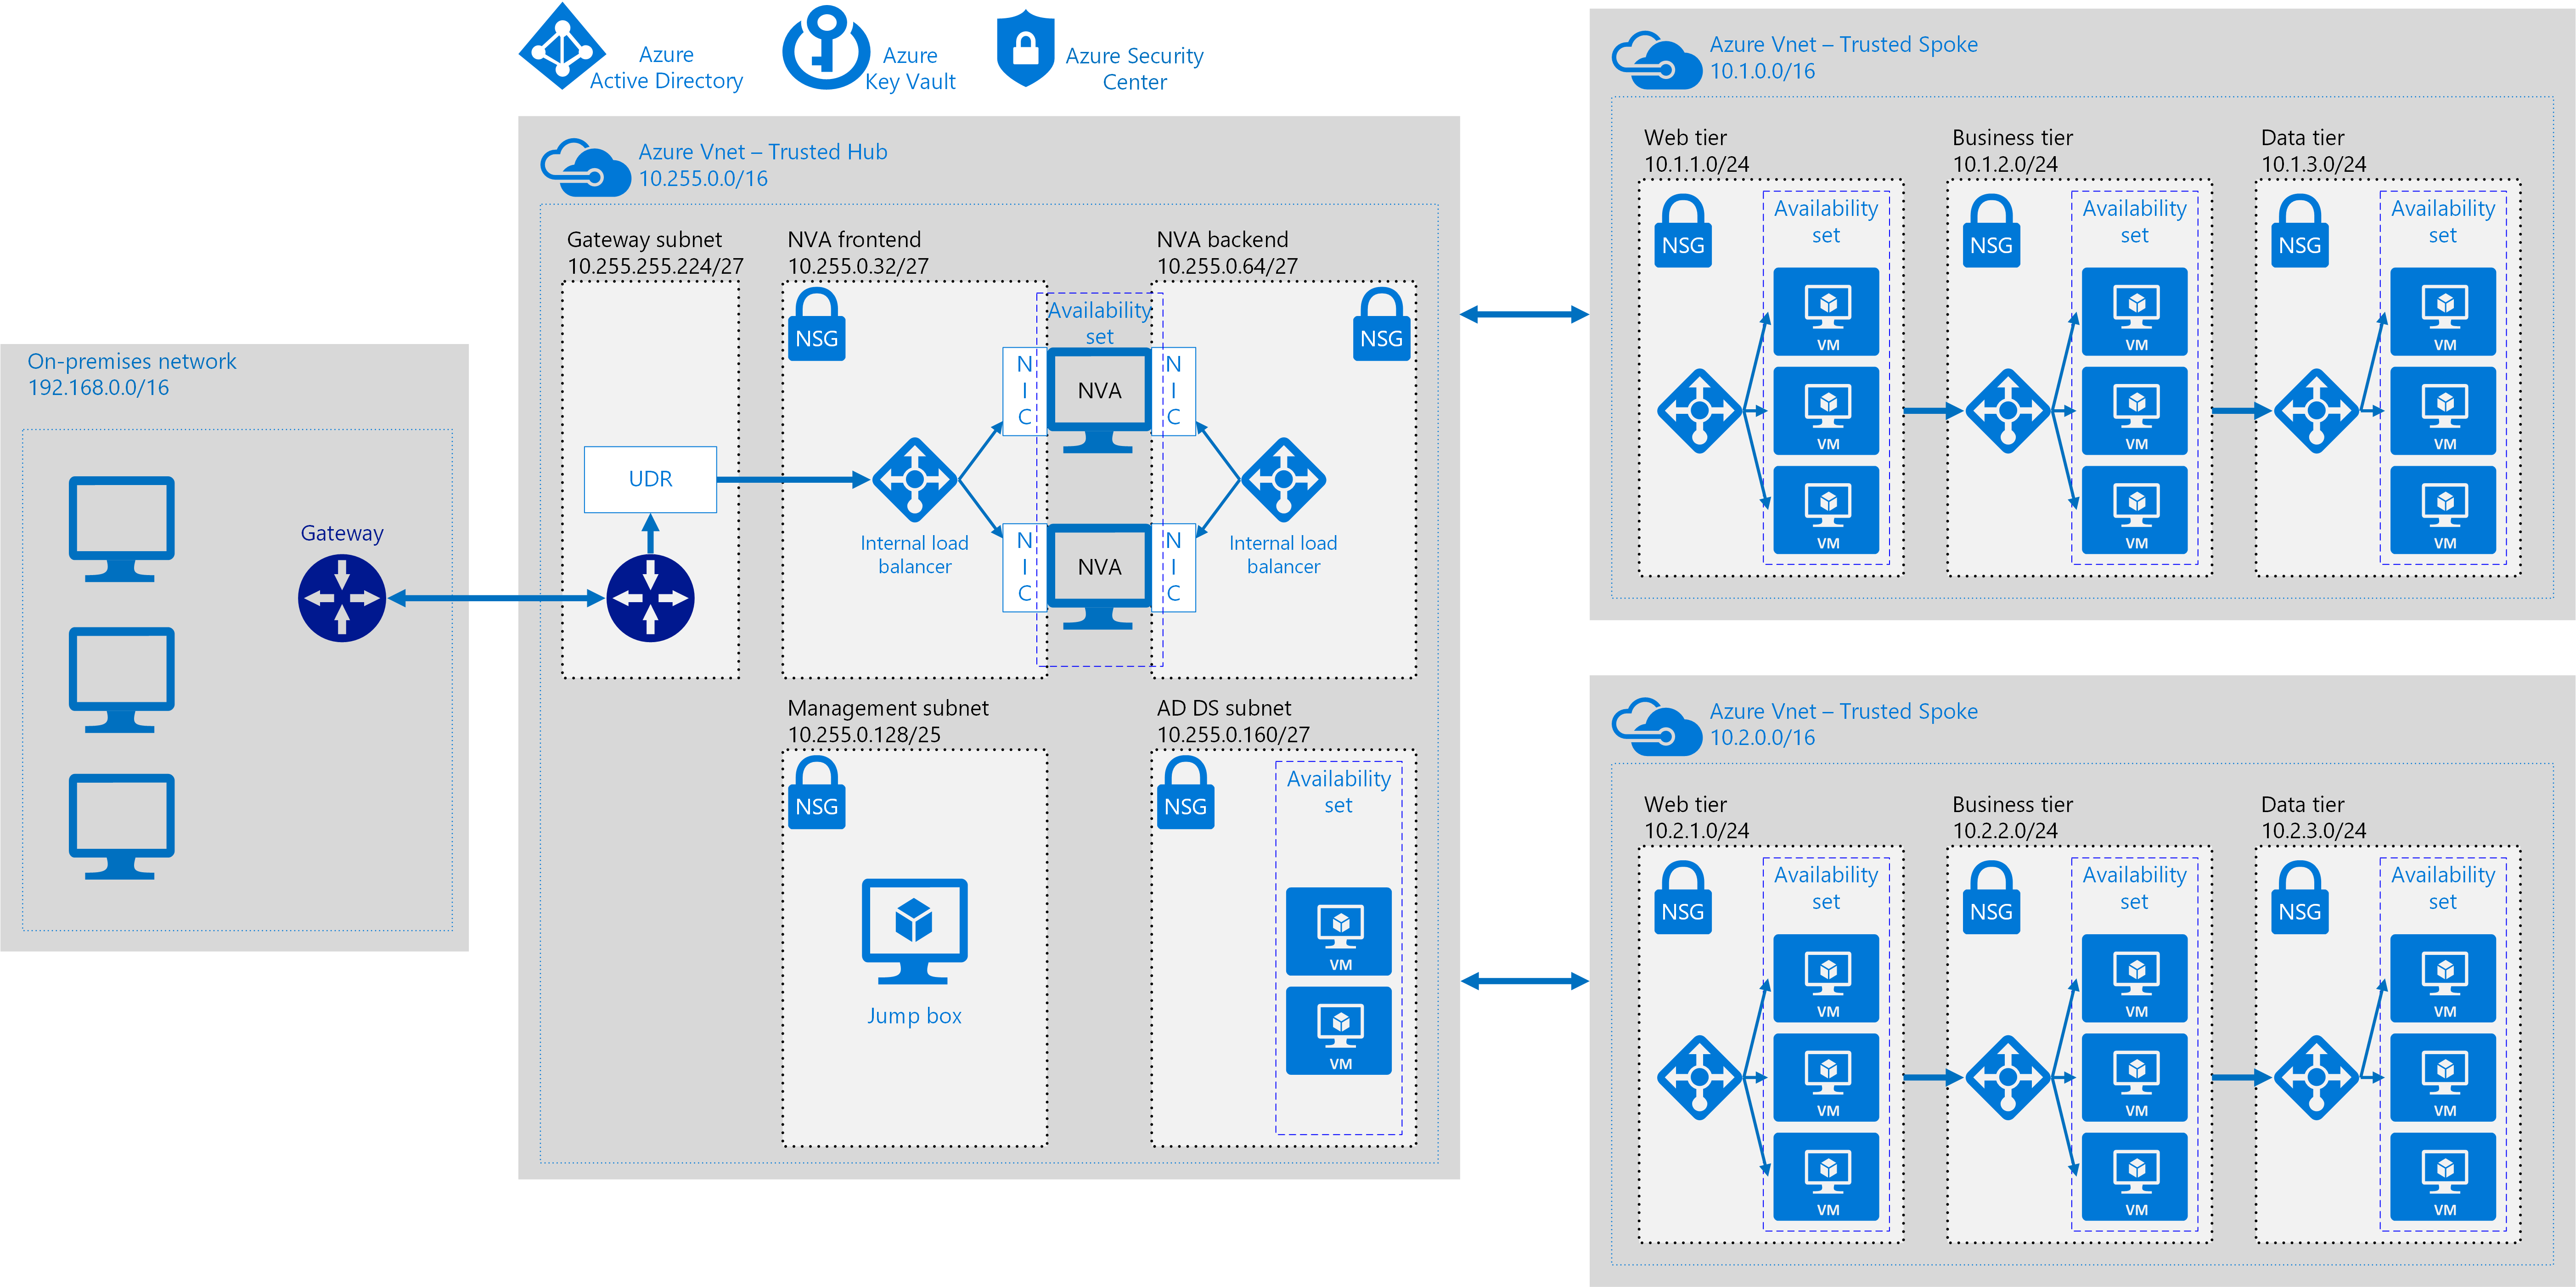 Azure
Active Directory
Azure
Key Vault
Azure Security
Center
On-premises network
192.168.0.0/16
Gateway
Azure Vnet – Trusted Hub
10.255.0.0/16
Gateway subnet
10.255.255.224/27
UDR
NVA frontend
10.255.0.32/27
NSG
Internal load
balancer
Availability
set
N
I
C
NVA
N
I
C
N
I
C
NVA
N
I
C
NVA backend
10.255.0.64/27
NSG
Internal load
balancer
Management subnet
10.255.0.128/25
NSG
Jump box
AD DS subnet
10.255.0.160/27
NSG
Availability
set
VM
VM
Azure Vnet – Trusted Spoke
10.1.0.0/16
Web tier
10.1.1.0/24
NSG
Availability
set
VM
VM
VM
Business tier
10.1.2.0/24
NSG
Availability
set
VM
VM
VM
Data tier
10.1.3.0/24
NSG
Availability
set
VM
VM
VM
Azure Vnet – Trusted Spoke
10.2.0.0/16
Web tier
10.2.1.0/24
NSG
Availability
set
VM
VM
VM
Business tier
10.2.2.0/24
NSG
Availability
set
VM
VM
VM
Data tier
10.2.3.0/24
NSG
Availability
set
VM
VM
VM